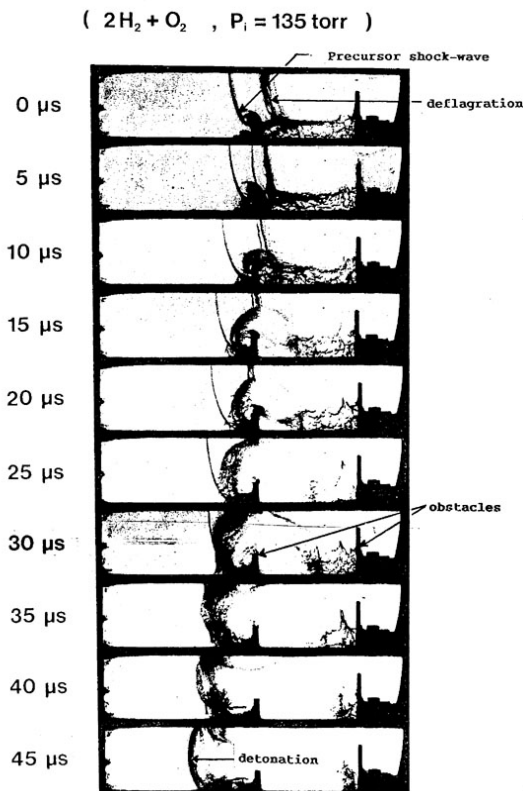 ( 2H₂ + O₂ , Pᵢ = 135 torr )
Precursor shock-wave
0 µs
deflagration
5 µs
10 µs
15 µs
20 µs
25 µs
obstacles
30 µs
35 µs
40 µs
45 µs
detonation